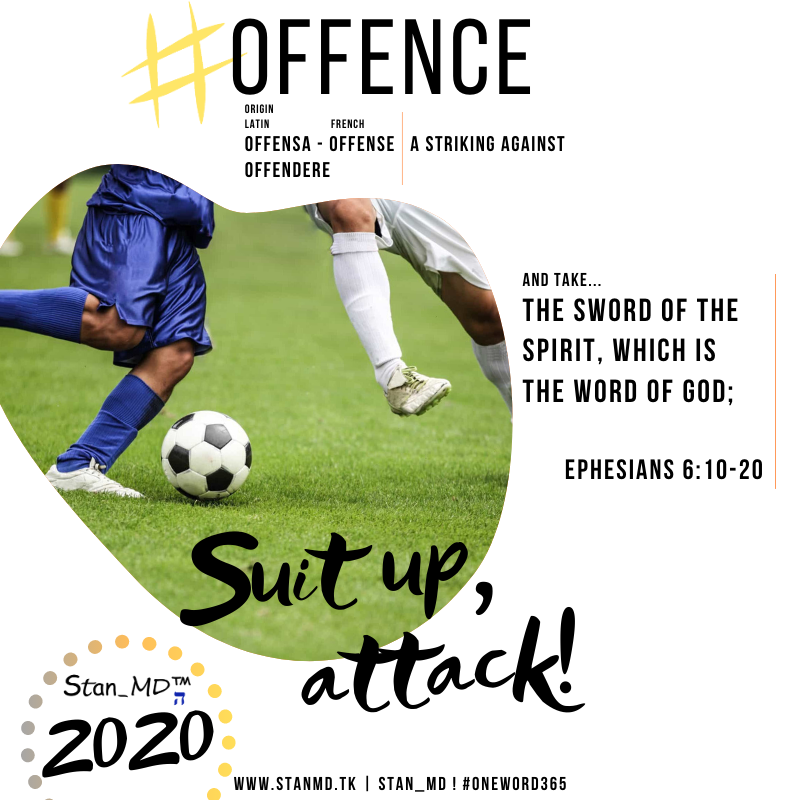 #OFFENCE
ORIGIN
LATIN FRENCH
OFFENSA - OFFENSE
OFFENDERE
A STRIKING AGAINST
AND TAKE...
THE SWORD OF THE
SPIRIT, WHICH IS
THE WORD OF GOD;
EPHESIANS 6:10-20
Suit up,
attack!
Stan_MD™
ה
2020
WWW.STANMD.TK | STAN_MD ! #ONEWORD365